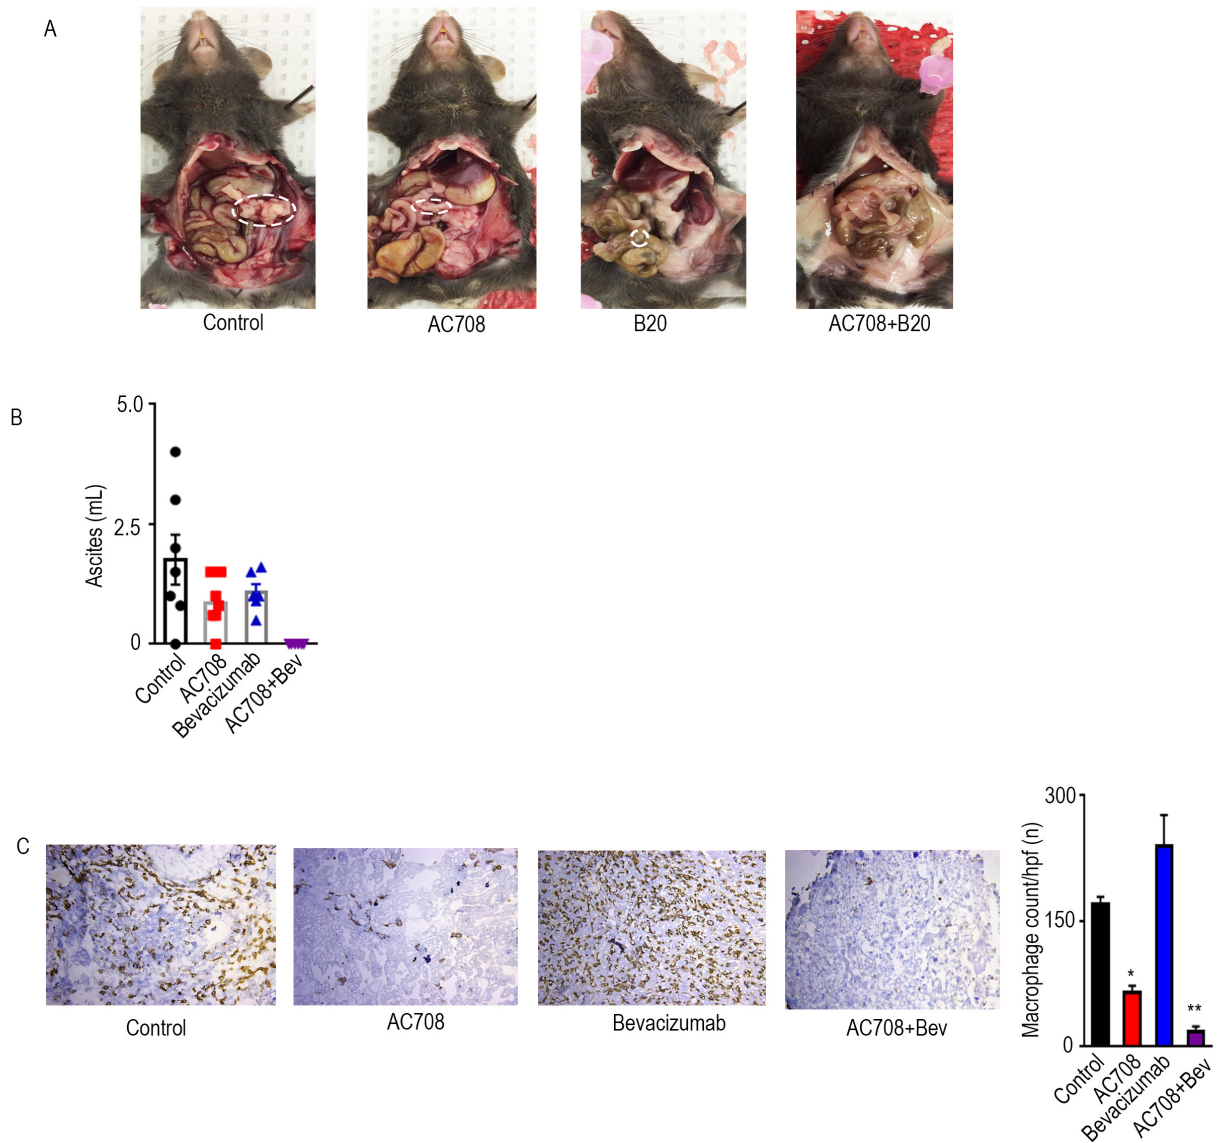 A
Control
AC708
B20
AC708+B20
B
5.0
2.5
0
Ascites (mL)
Control
AC708
Bevacizumab
AC708+Bev
C
Control
AC708
Bevacizumab
AC708+Bev
300
150
0
Macrophage count/hpf (n)
*
**
Control
AC708
Bevacizumab
AC708+Bev